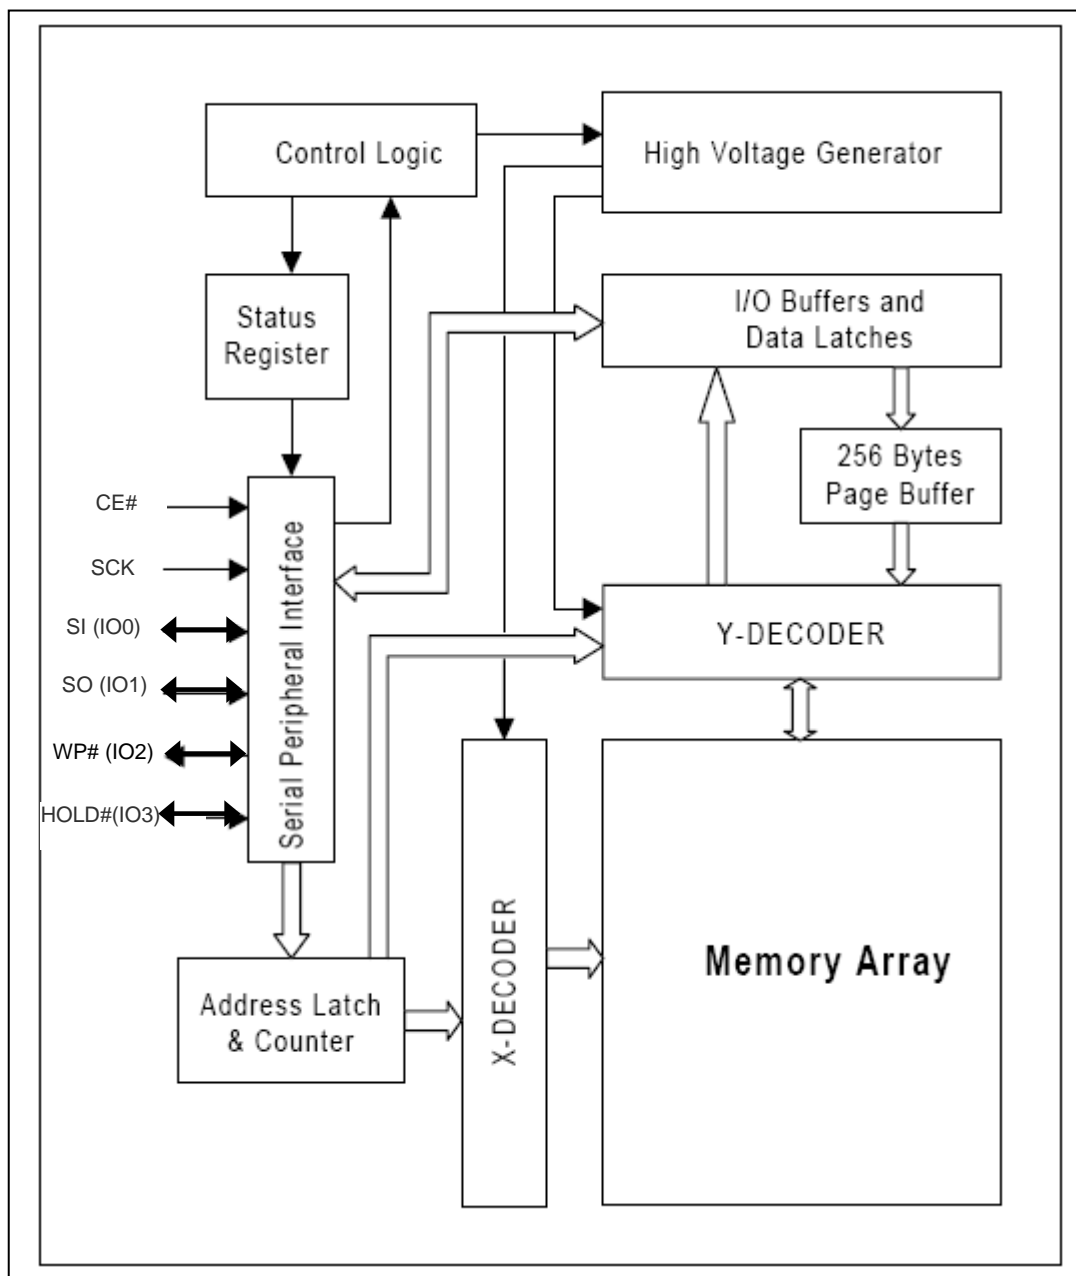 Control Logic
High Voltage Generator
Status
Register
I/O Buffers and
Data Latches
256 Bytes
Page Buffer
CE#
SCK
SI (IO0)
SO (IO1)
WP# (IO2)
HOLD#(IO3)
Serial Peripheral Interface
Y-DECODER
X-DECODER
Memory Array
Address Latch
& Counter